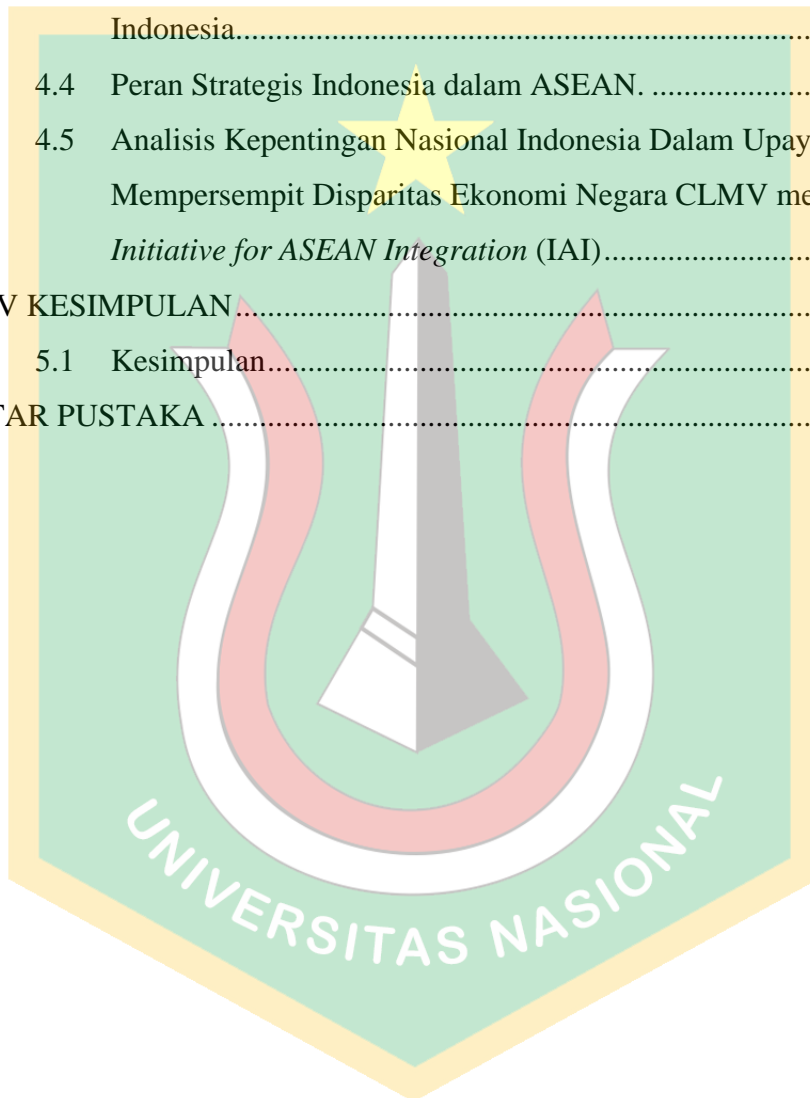 Indonesia..............................................................................
4.4 Peran Strategis Indonesia dalam ASEAN. ....................
4.5 Analisis Kepentingan Nasional Indonesia Dalam Upay
Mempersempit Disparitas Ekonomi Negara CLMV me
Initiative for ASEAN Integration (IAI)..........................
V KESIMPULAN.........................................................................
5.1 Kesimpulan.....................................................................
TAR PUSTAKA ............................................................................
UNIVERSITAS NASIONAL